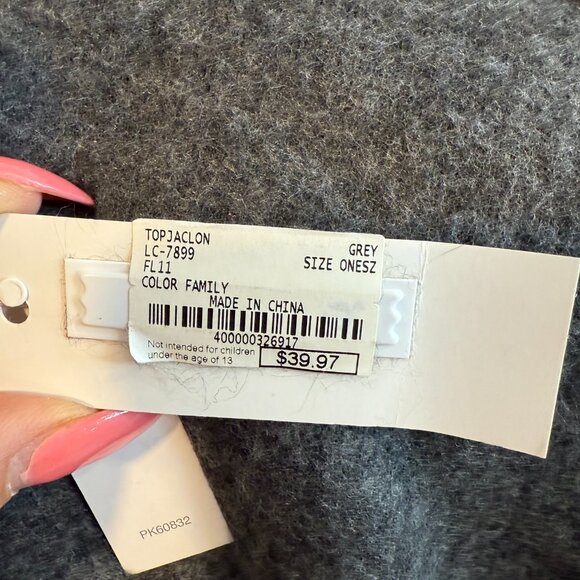 TOPJACLON
LC-7899 GREY
FL11 SIZE ONESZ
COLOR FAMILY
MADE IN CHINA
400000326917
Not intended for children
under the age of 13 $39.97
PK60832